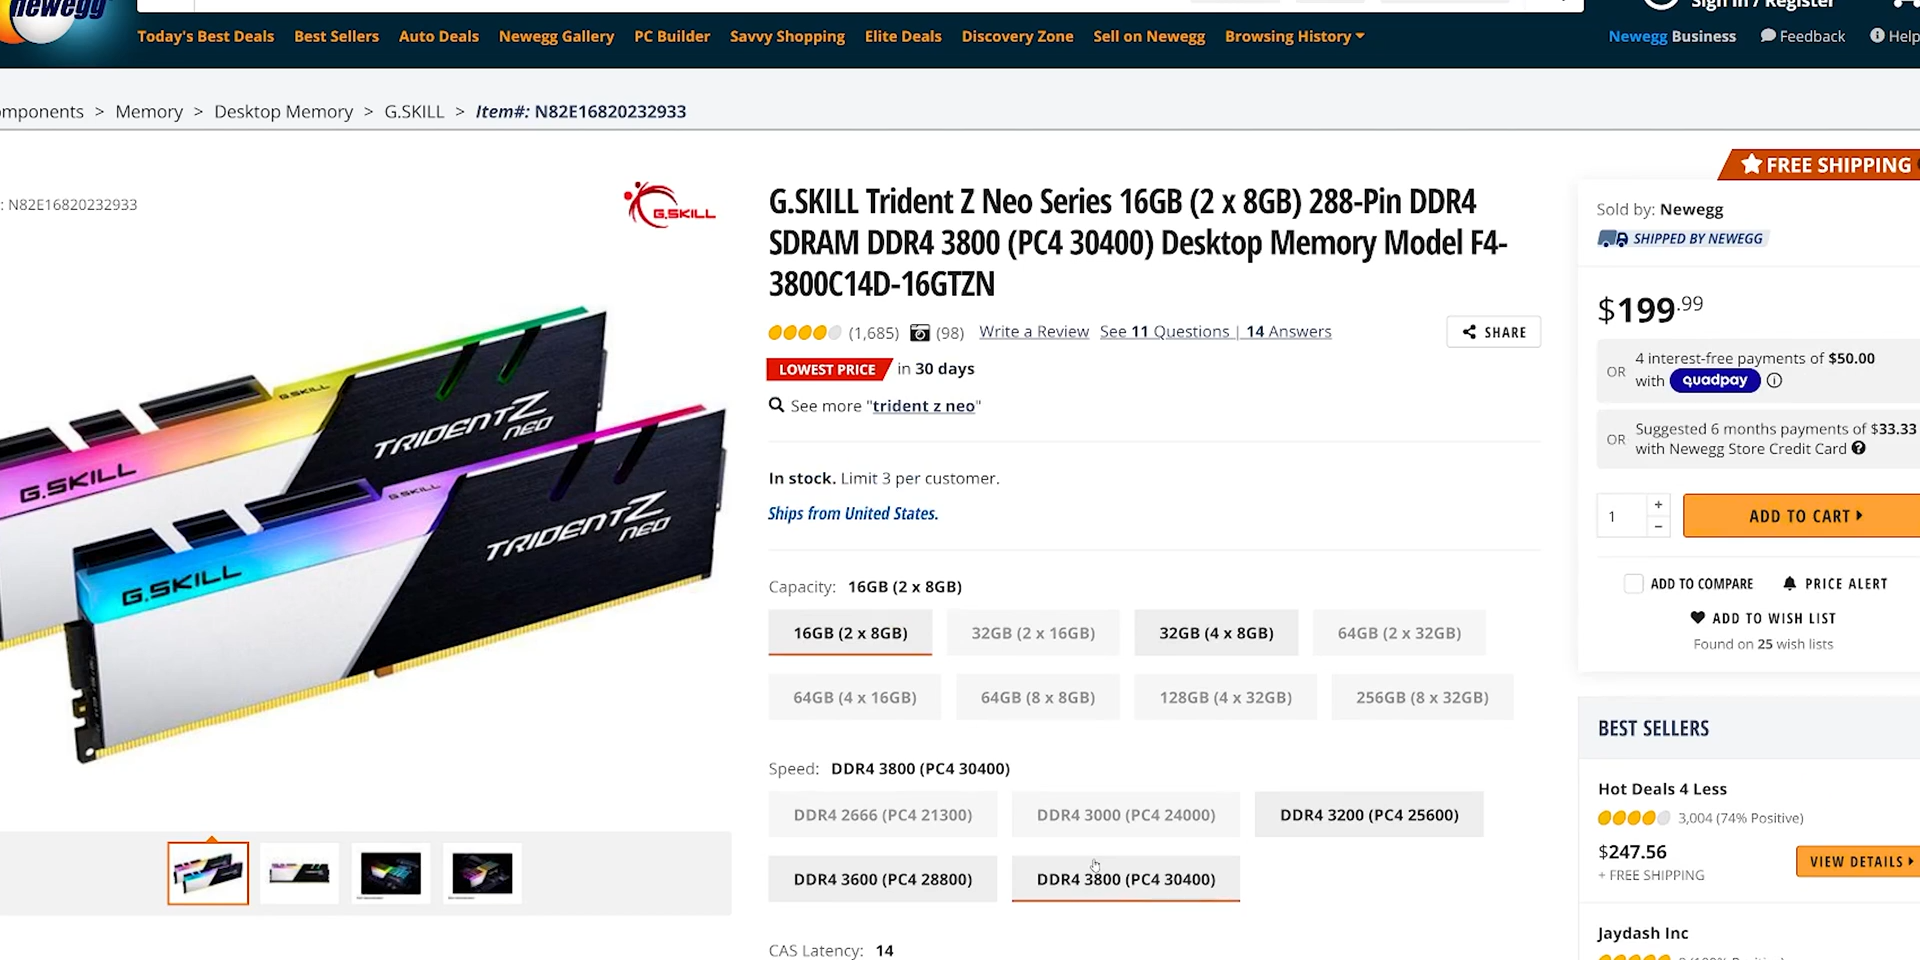 newegg
Sign in / Register
Today's Best Deals Best Sellers Auto Deals Newegg Gallery PC Builder Savvy Shopping Elite Deals Discovery Zone Sell on Newegg Browsing History
Newegg Business Feedback Help
mponents > Memory > Desktop Memory > G.SKILL > Item#: N82E16820232933
FREE SHIPPING
: N82E16820232933
G.SKILL
G.SKILL Trident Z Neo Series 16GB (2 x 8GB) 288-Pin DDR4
SDRAM DDR4 3800 (PC4 30400) Desktop Memory Model F4-
3800C14D-16GTZN
(1,685) (98) Write a Review See 11 Questions | 14 Answers
SHARE
LOWEST PRICE in 30 days
See more "trident z neo"
In stock. Limit 3 per customer.
Ships from United States.
G.SKILL
TRIDENT Z
NEO
G.SKILL
G.SKILL
TRIDENT Z
NEO
G.SKILL
Capacity: 16GB (2 x 8GB)
16GB (2 x 8GB) 32GB (2 x 16GB) 32GB (4 x 8GB) 64GB (2 x 32GB)
64GB (4 x 16GB) 64GB (8 x 8GB) 128GB (4 x 32GB) 256GB (8 x 32GB)
Speed: DDR4 3800 (PC4 30400)
DDR4 2666 (PC4 21300) DDR4 3000 (PC4 24000) DDR4 3200 (PC4 25600)
DDR4 3600 (PC4 28800) DDR4 3800 (PC4 30400)
CAS Latency: 14
Sold by: Newegg
SHIPPED BY NEWEGG
$199.99
OR 4 interest-free payments of $50.00
with quadpay
OR Suggested 6 months payments of $33.33
with Newegg Store Credit Card
1 + − ADD TO CART
ADD TO COMPARE PRICE ALERT
ADD TO WISH LIST
Found on 25 wish lists
BEST SELLERS
Hot Deals 4 Less
3,004 (74% Positive)
$247.56
+ FREE SHIPPING
VIEW DETAILS
Jaydash Inc